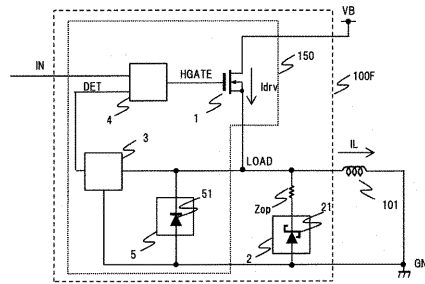 VB
150
IN
HGATE
100F
DET
Idrv
4
1
3
IL
LOAD
51
Zop
21
101
5
2
GN